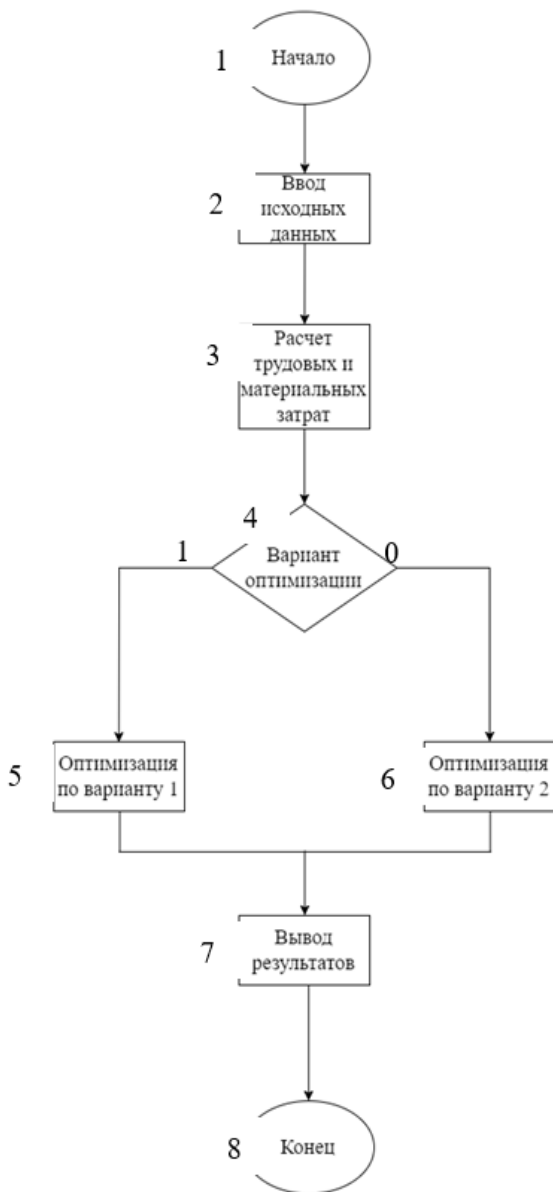 1
Начало
2
Ввод
исходных
данных
3
Расчет
трудовых и
материальных
затрат
4
1
0
Вариант
оптимизации
5
Оптимизация
по варианту 1
6
Оптимизация
по варианту 2
7
Вывод
результатов
8
Конец